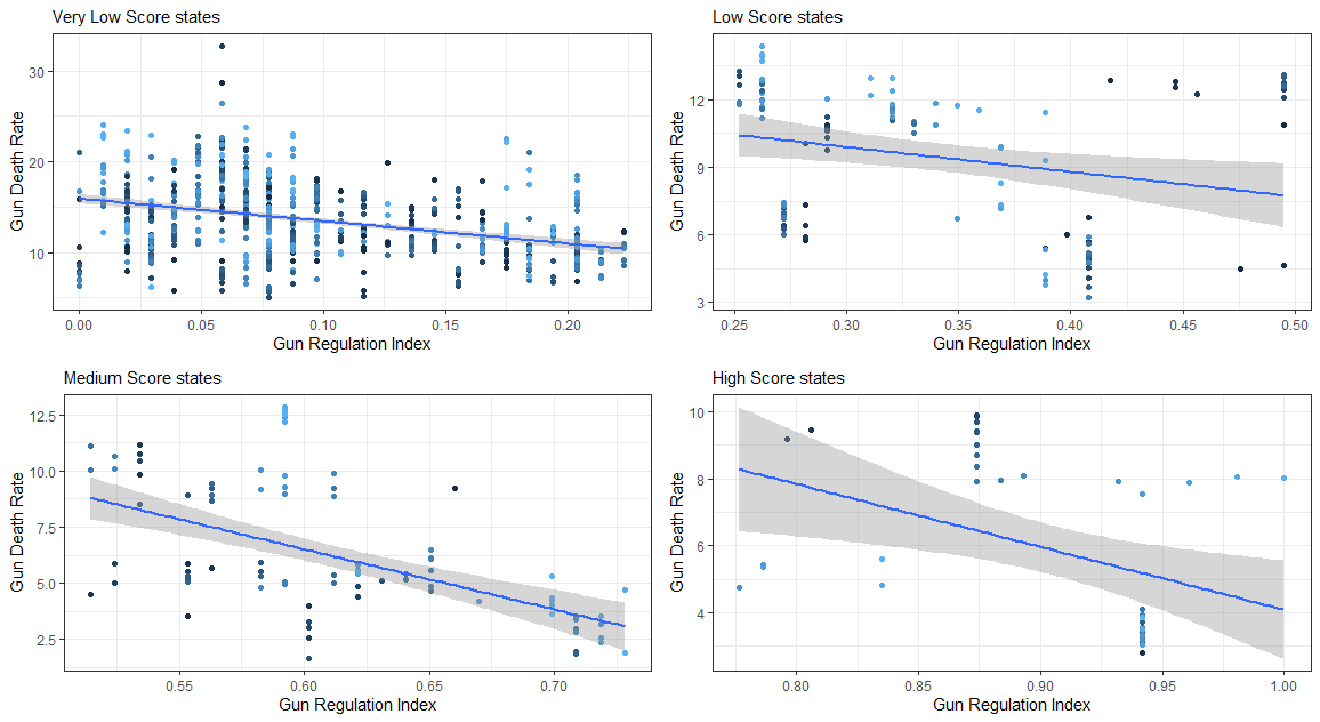 Very Low Score states
Gun Death Rate
30
20
10
0.00 0.05 0.10 0.15 0.20
Gun Regulation Index
Low Score states
Gun Death Rate
12
9
6
3
0.25 0.30 0.35 0.40 0.45 0.50
Gun Regulation Index
Medium Score states
Gun Death Rate
12.5
10.0
7.5
5.0
2.5
0.55 0.60 0.65 0.70
Gun Regulation Index
High Score states
Gun Death Rate
10
8
6
4
0.80 0.85 0.90 0.95 1.00
Gun Regulation Index